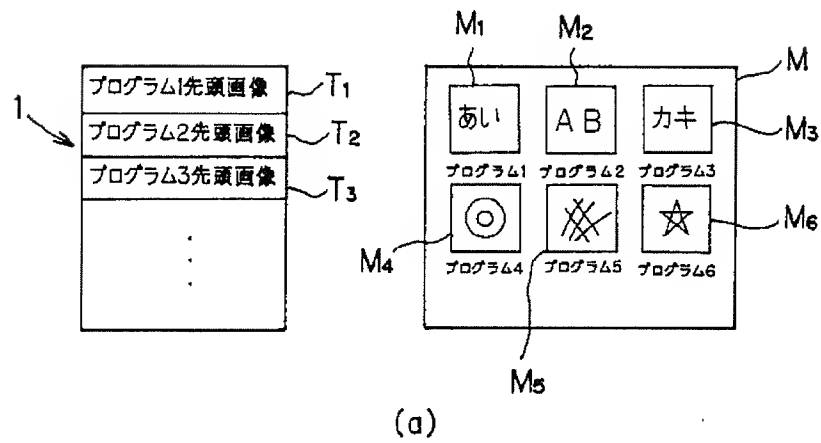 M1 M2
M
プログラム1先頭画像 T1
1
プログラム2先頭画像 T2
プログラム3先頭画像 T3
あい AB カキ M3
プログラム1 プログラム2 プログラム3
M4 M6
プログラム4 プログラム5 プログラム6
M5
(a)